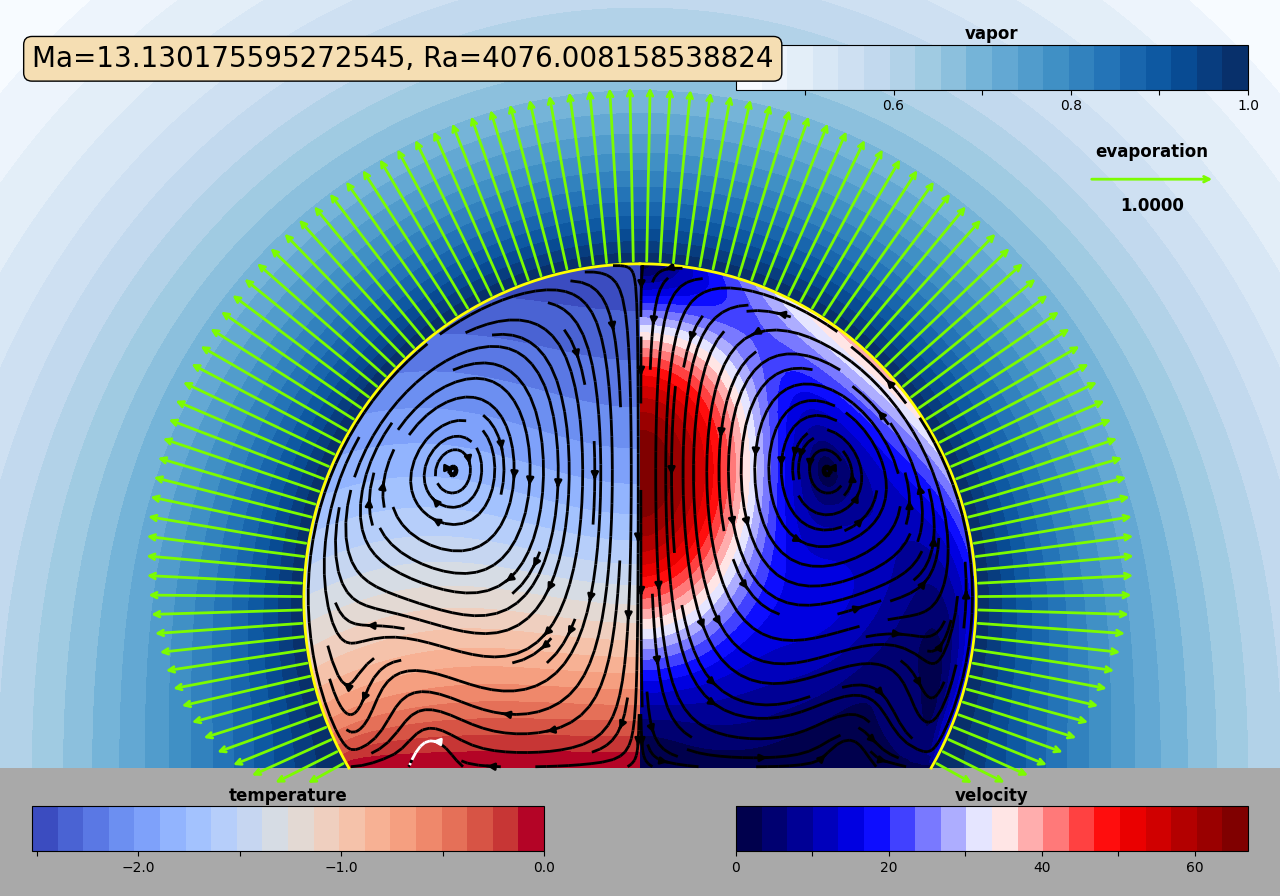 Ma=13.130175595272545, Ra=4076.008158538824
vapor
0.6 0.8 1.0
evaporation
1.0000
temperature
−2.0 −1.0 0.0
velocity
0 20 40 60